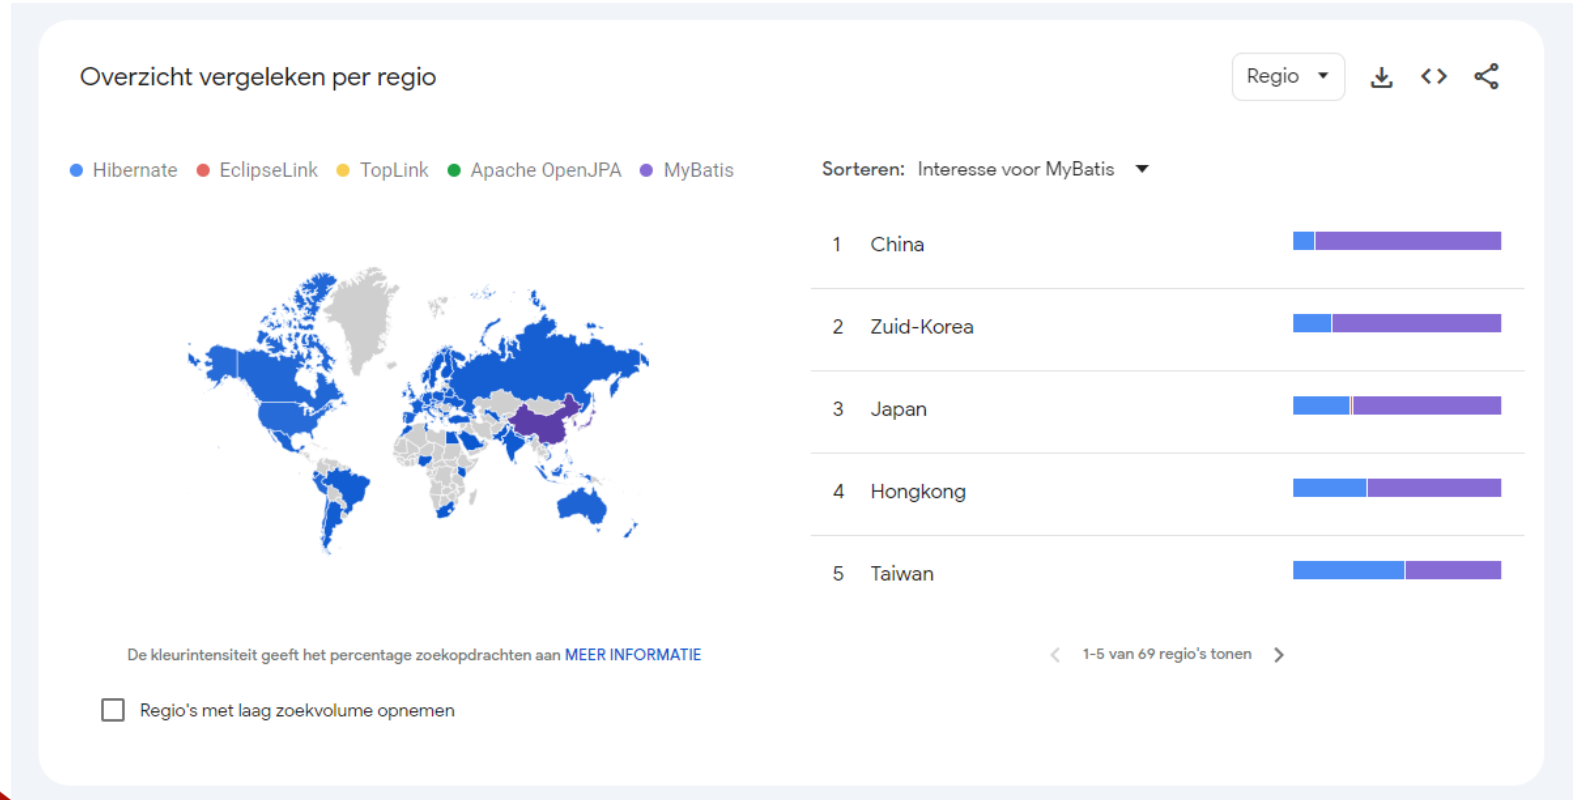 Overzicht vergeleken per regio
Regio
Hibernate EclipseLink TopLink Apache OpenJPA MyBatis
Sorteren: Interesse voor MyBatis
1 China
2 Zuid-Korea
3 Japan
4 Hongkong
5 Taiwan
De kleurintensiteit geeft het percentage zoekopdrachten aan MEER INFORMATIE
1-5 van 69 regio's tonen
Regio's met laag zoekvolume opnemen